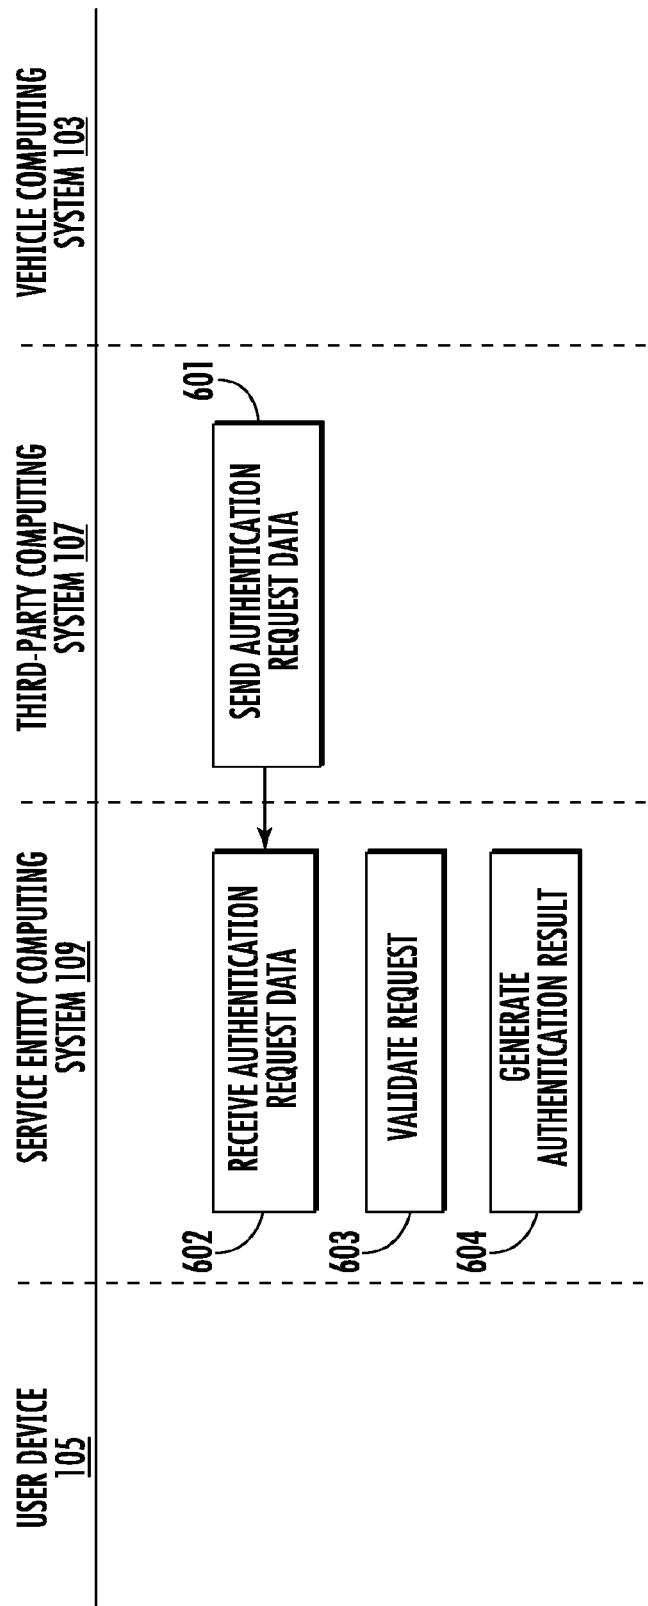 USER DEVICE
105
SERVICE ENTITY COMPUTING
SYSTEM 109
THIRD-PARTY COMPUTING
SYSTEM 107
VEHICLE COMPUTING
SYSTEM 103
602
RECEIVE AUTHENTICATION
REQUEST DATA
SEND AUTHENTICATION
REQUEST DATA
601
603
VALIDATE REQUEST
604
GENERATE
AUTHENTICATION RESULT